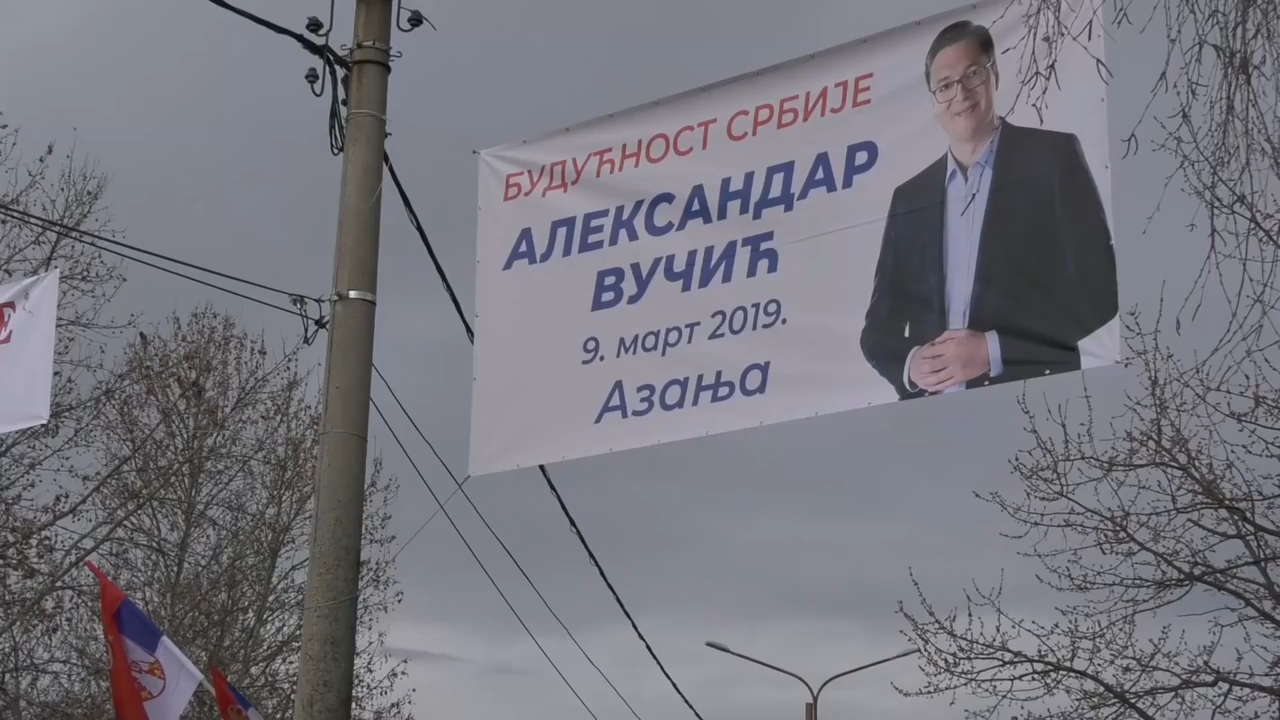 БУДУЋНОСТ СРБИЈЕ
АЛЕКСАНДАР
ВУЧИЋ
9. март 2019.
Азања